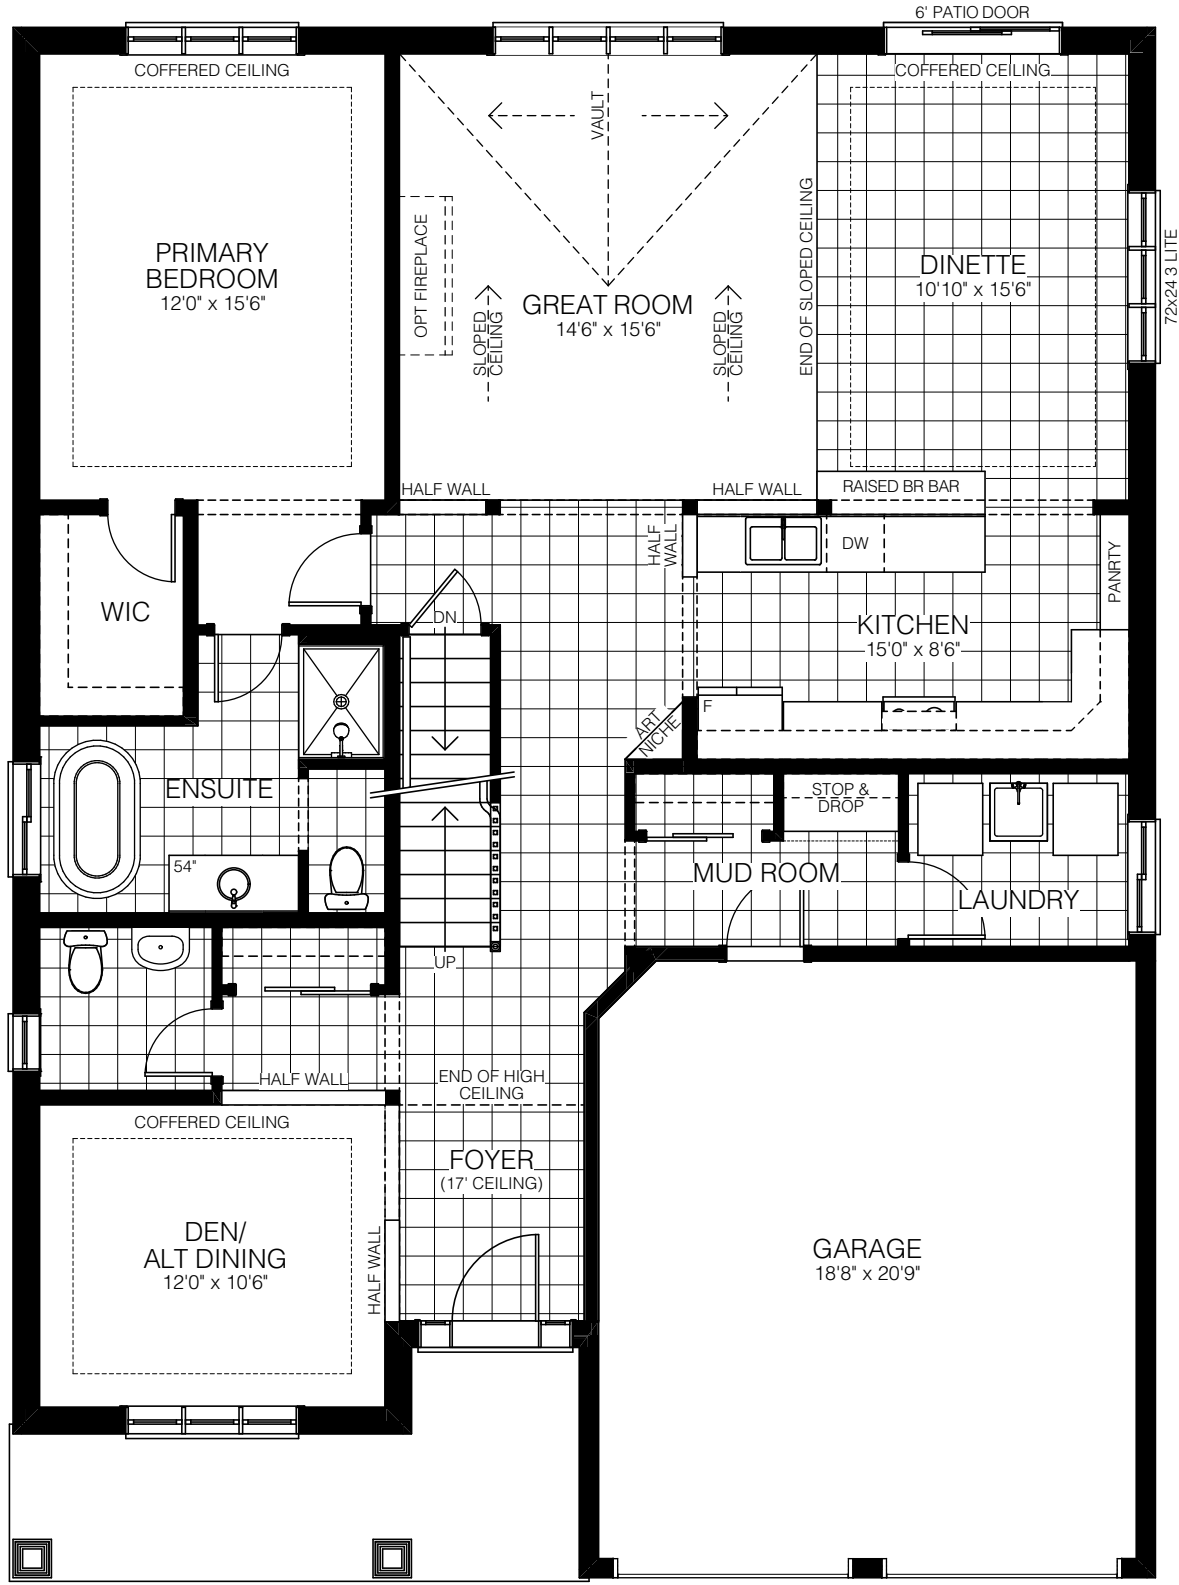 6' PATIO DOOR
COFFERED CEILING
COFFERED CEILING
VAULT
PRIMARY
BEDROOM
12'0" x 15'6"
OPT FIREPLACE
SLOPED
CEILING
GREAT ROOM
14'6" x 15'6"
SLOPED
CEILING
END OF SLOPED CEILING
DINETTE
10'10" x 15'6"
72x24 3 LITE
HALF WALL
HALF WALL
RAISED BR BAR
HALF
WALL
DW
PANRTY
WIC
DN
KITCHEN
15'0" x 8'6"
F
ART
NICHE
ENSUITE
54"
STOP &
DROP
MUD ROOM
LAUNDRY
UP
HALF WALL
END OF HIGH
CEILING
COFFERED CEILING
FOYER
(17' CEILING)
DEN/
ALT DINING
12'0" x 10'6"
HALF WALL
GARAGE
18'8" x 20'9"